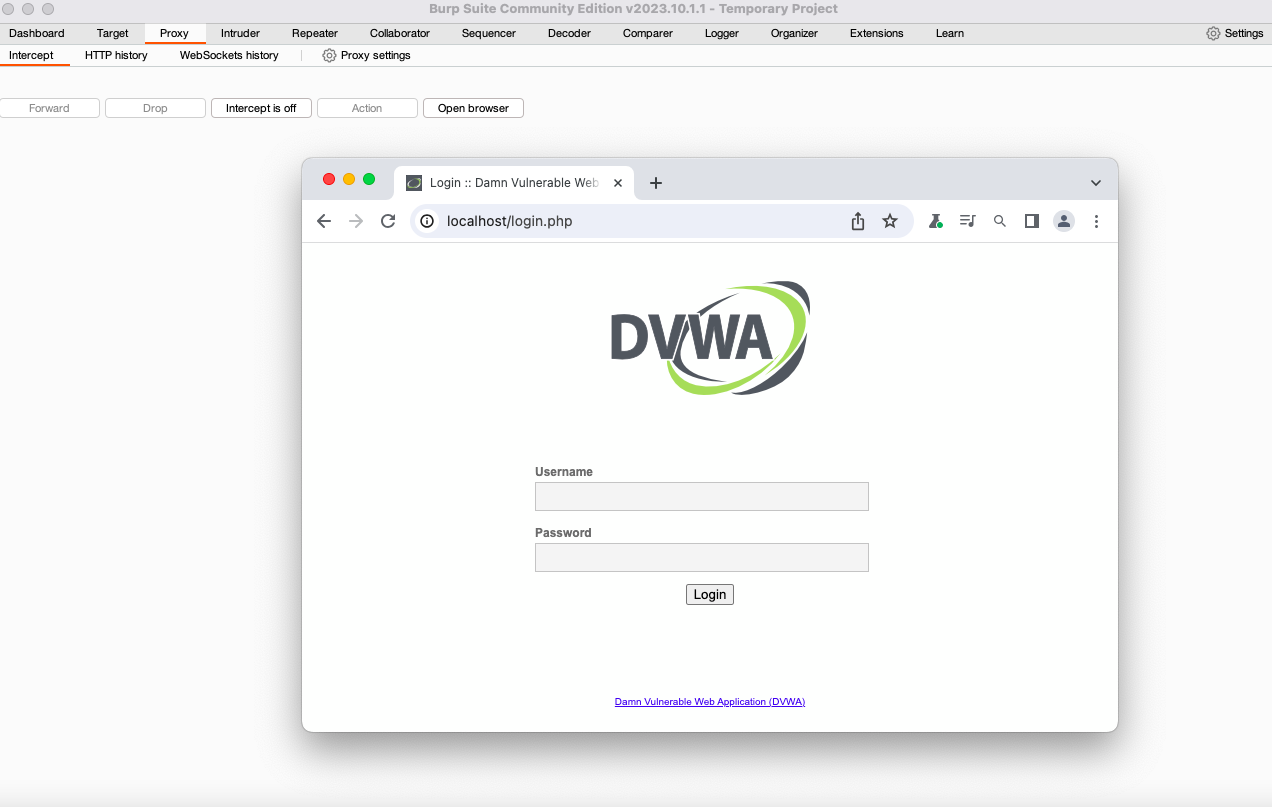 Burp Suite Community Edition v2023.10.1.1 - Temporary Project
Dashboard Target Proxy Intruder Repeater Collaborator Sequencer Decoder Comparer Logger Organizer Extensions Learn Settings
Intercept HTTP history WebSockets history Proxy settings
Forward Drop Intercept is off Action Open browser
Login :: Damn Vulnerable Web
localhost/login.php
DVWA
Username
Password
Login
Damn Vulnerable Web Application (DVWA)